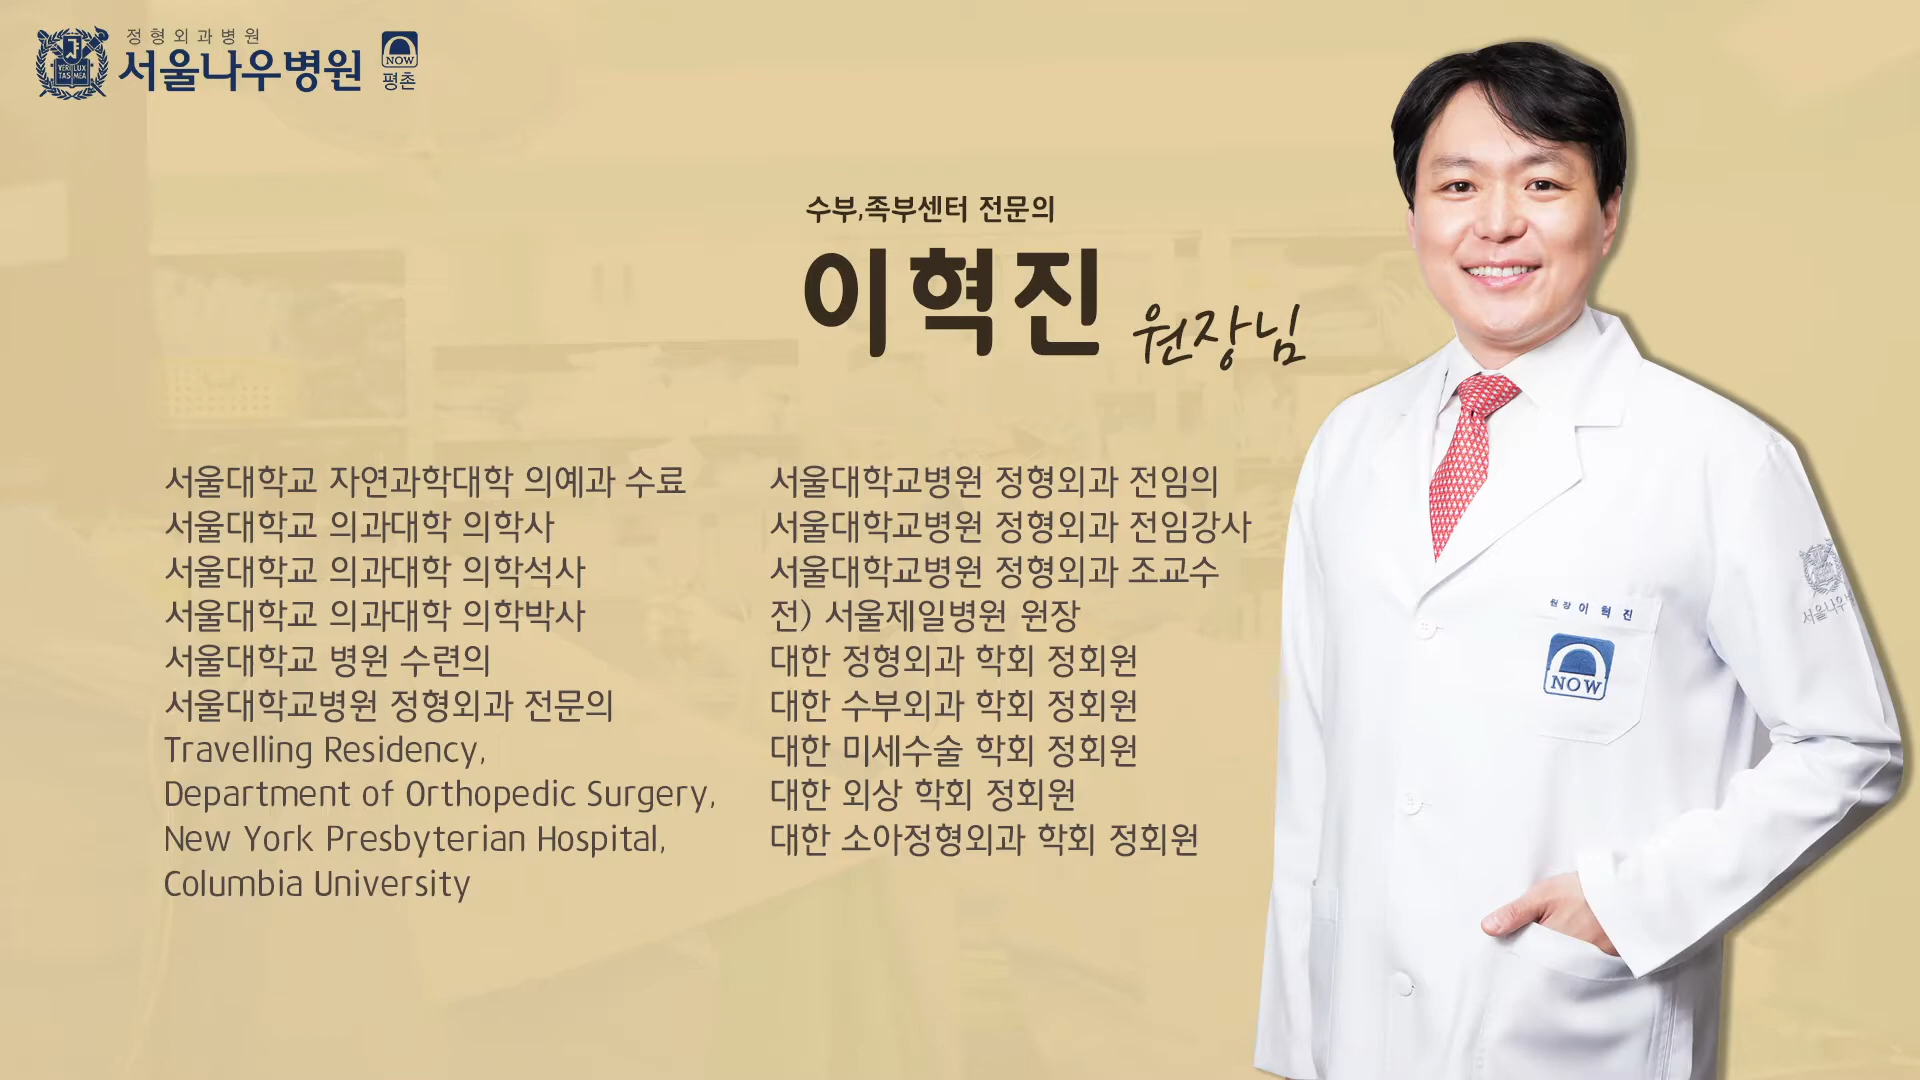 정형외과병원
서울나우병원
NOW
평촌
VERI LUX
TAS MEA
수부,족부센터 전문의
이혁진 원장님
서울대학교 자연과학대학 의예과 수료
서울대학교 의과대학 의학사
서울대학교 의과대학 의학석사
서울대학교 의과대학 의학박사
서울대학교 병원 수련의
서울대학교병원 정형외과 전문의
Travelling Residency,
Department of Orthopedic Surgery,
New York Presbyterian Hospital,
Columbia University
서울대학교병원 정형외과 전임의
서울대학교병원 정형외과 전임강사
서울대학교병원 정형외과 조교수
전) 서울제일병원 원장
대한 정형외과 학회 정회원
대한 수부외과 학회 정회원
대한 미세수술 학회 정회원
대한 외상 학회 정회원
대한 소아정형외과 학회 정회원
원장 이혁진
NOW
서울나우